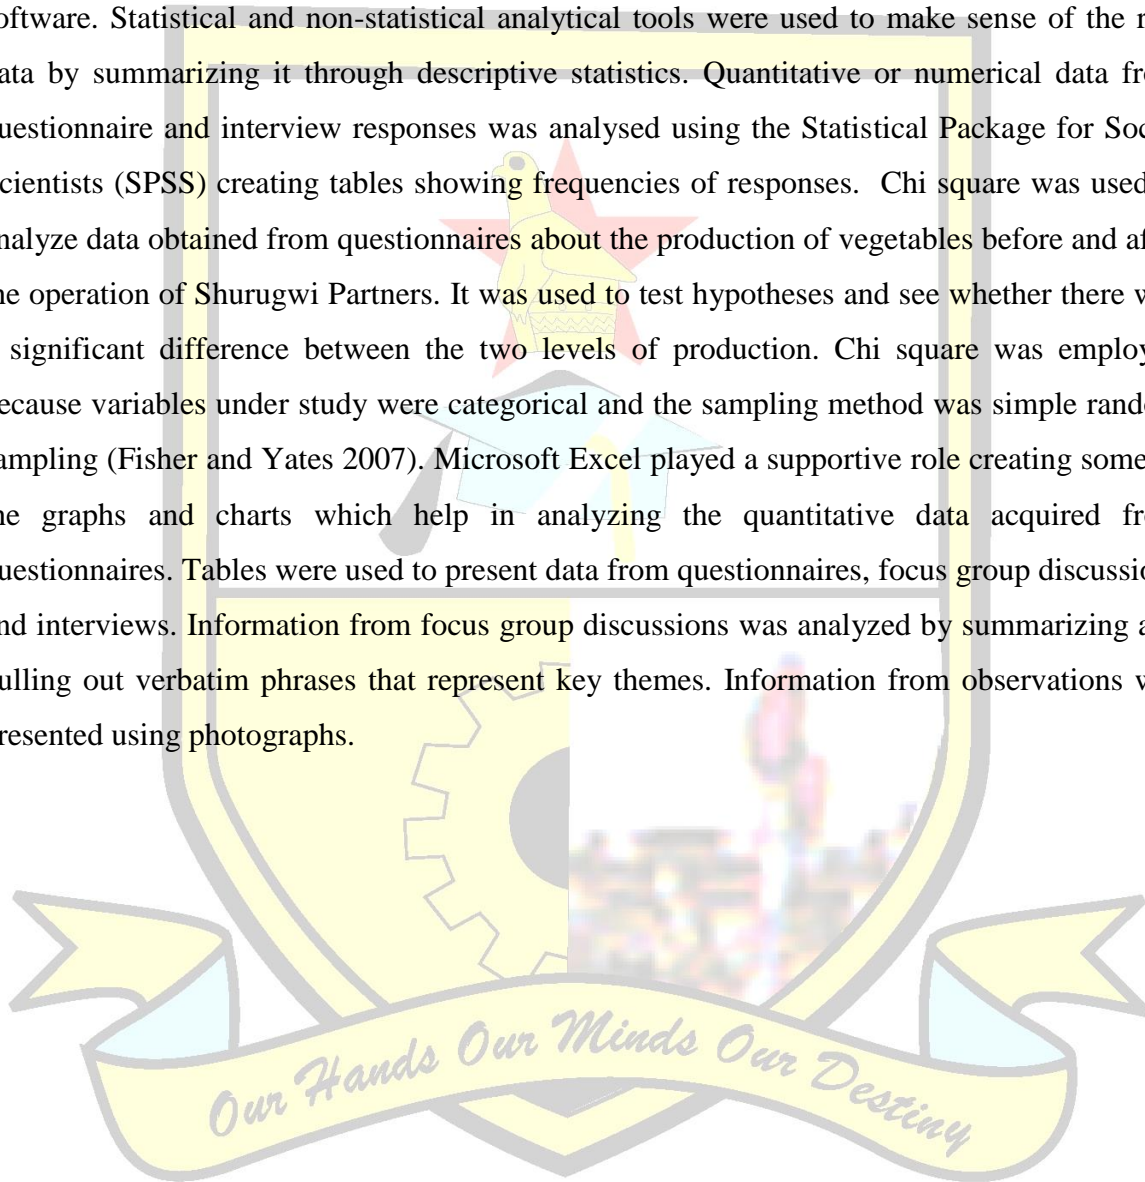 oftware. Statistical and non-statistical analytical tools were used to make sense of the
ata by summarizing it through descriptive statistics. Quantitative or numerical data fr
uestionnaire and interview responses was analysed using the Statistical Package for Soc
cientists (SPSS) creating tables showing frequencies of responses. Chi square was used
nalyze data obtained from questionnaires about the production of vegetables before and af
he operation of Shurugwi Partners. It was used to test hypotheses and see whether there w
significant difference between the two levels of production. Chi square was employ
ecause variables under study were categorical and the sampling method was simple rando
ampling (Fisher and Yates 2007). Microsoft Excel played a supportive role creating some
he graphs and charts which help in analyzing the quantitative data acquired fr
uestionnaires. Tables were used to present data from questionnaires, focus group discussio
nd interviews. Information from focus group discussions was analyzed by summarizing a
ulling out verbatim phrases that represent key themes. Information from observations w
resented using photographs.
Our Hands Our Minds Our Destiny